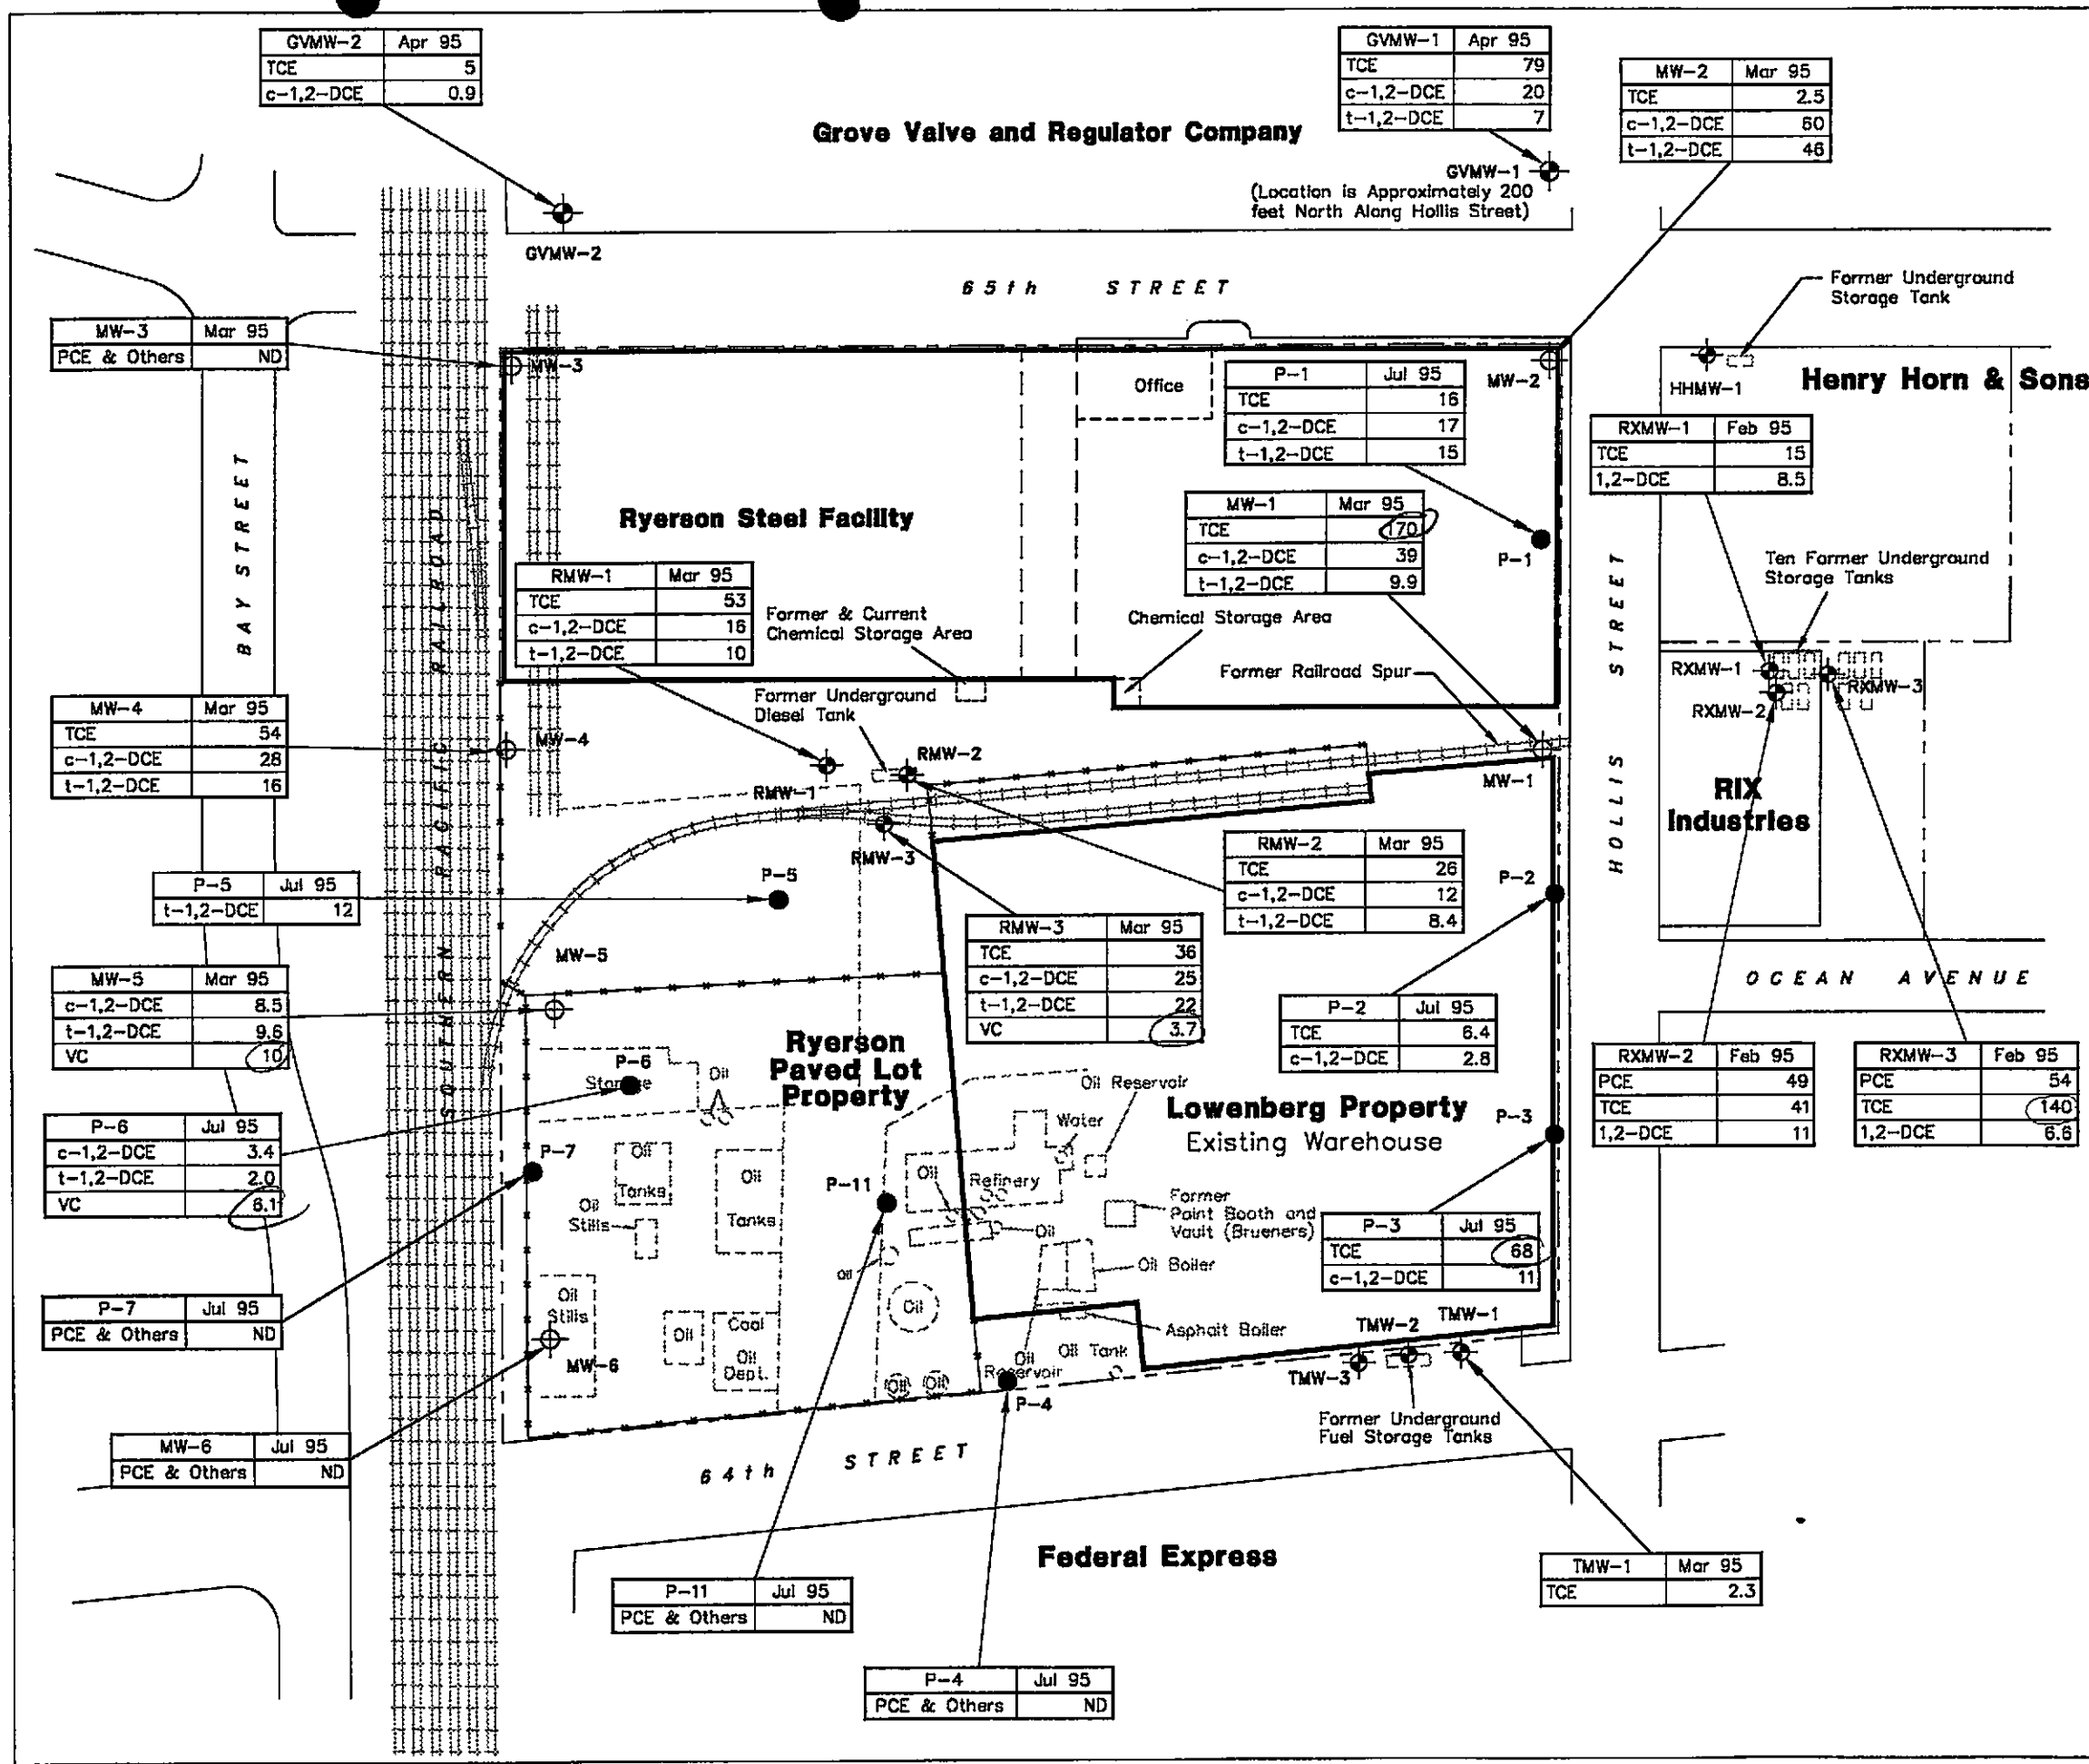 GVMW-2 Apr 95
TCE 5
c-1,2-DCE 0.9
GVMW-1 Apr 95
TCE 79
c-1,2-DCE 20
t-1,2-DCE 7
MW-2 Mar 95
TCE 2.5
c-1,2-DCE 60
t-1,2-DCE 46
Grove Valve and Regulator Company
GVMW-1
(Location is Approximately 200
feet North Along Hollis Street)
GVMW-2
65th STREET
Former Underground
Storage Tank
MW-3 Mar 95
PCE & Others ND
MW-3
Office
P-1 Jul 95
TCE 16
c-1,2-DCE 17
t-1,2-DCE 15
MW-2
HHMW-1
Henry Horn & Sons
RXMW-1 Feb 95
TCE 15
1,2-DCE 8.5
BAY STREET
SOUTHERN PACIFIC RAILROAD
Ryerson Steel Facility
MW-1 Mar 95
TCE 170
c-1,2-DCE 39
t-1,2-DCE 9.9
P-1
HOLLIS STREET
Ten Former Underground
Storage Tanks
RMW-1 Mar 95
TCE 53
c-1,2-DCE 16
t-1,2-DCE 10
Former & Current
Chemical Storage Area
Chemical Storage Area
Former Railroad Spur
RXMW-1
RXMW-3
RXMW-2
Former Underground
Diesel Tank
MW-4 Mar 95
TCE 54
c-1,2-DCE 28
t-1,2-DCE 16
MW-4
RMW-2
RMW-1
MW-1
RIX
Industries
RMW-3
P-5
P-5 Jul 95
t-1,2-DCE 12
RMW-2 Mar 95
TCE 26
c-1,2-DCE 12
t-1,2-DCE 8.4
P-2
RMW-3 Mar 95
TCE 36
c-1,2-DCE 25
t-1,2-DCE 22
VC 3.7
MW-5
MW-5 Mar 95
c-1,2-DCE 8.5
t-1,2-DCE 9.6
VC 10
OCEAN AVENUE
P-2 Jul 95
TCE 6.4
c-1,2-DCE 2.8
Ryerson
Paved Lot
Property
RXMW-2 Feb 95
PCE 49
TCE 41
1,2-DCE 11
RXMW-3 Feb 95
PCE 54
TCE 140
1,2-DCE 6.6
P-6
Storage
Oil
Oil Reservoir
Water
Lowenberg Property
Existing Warehouse
P-3
P-6 Jul 95
c-1,2-DCE 3.4
t-1,2-DCE 2.0
VC 6.1
P-7
Oil
Tanks
Oil
Tanks
Oil
Stills
P-11
Oil
Refinery
Oil
Former
Paint Booth and
Vault (Brueners)
P-3 Jul 95
TCE 68
c-1,2-DCE 11
Oil
Oil Boiler
Oil
Stills
Oil
P-7 Jul 95
PCE & Others ND
Oil
Coal
Oil
Dept.
Asphalt Boiler
TMW-1
TMW-2
TMW-3
MW-6
Oil
Reservoir
Oil Tank
Oil
Oil
P-4
Former Underground
Fuel Storage Tanks
MW-6 Jul 95
PCE & Others ND
64th STREET
Federal Express
TMW-1 Mar 95
TCE 2.3
P-11 Jul 95
PCE & Others ND
P-4 Jul 95
PCE & Others ND